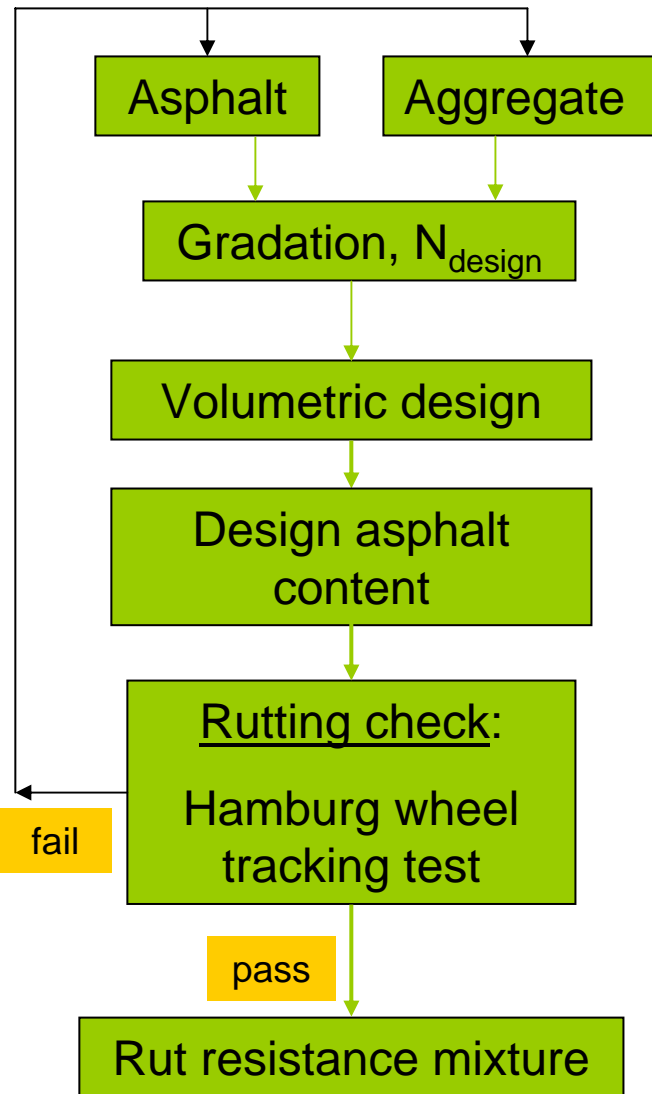 Asphalt
Aggregate
Gradation, N_design
Volumetric design
Design asphalt
content
Rutting check:
Hamburg wheel
tracking test
fail
pass
Rut resistance mixture